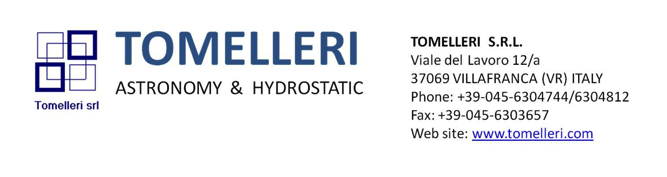 TOMELLERI
ASTRONOMY & HYDROSTATIC
Tomelleri srl
TOMELLERI S.R.L.
Viale del Lavoro 12/a
37069 VILLAFRANCA (VR) ITALY
Phone: +39-045-6304744/6304812
Fax: +39-045-6303657
Web site: www.tomelleri.com